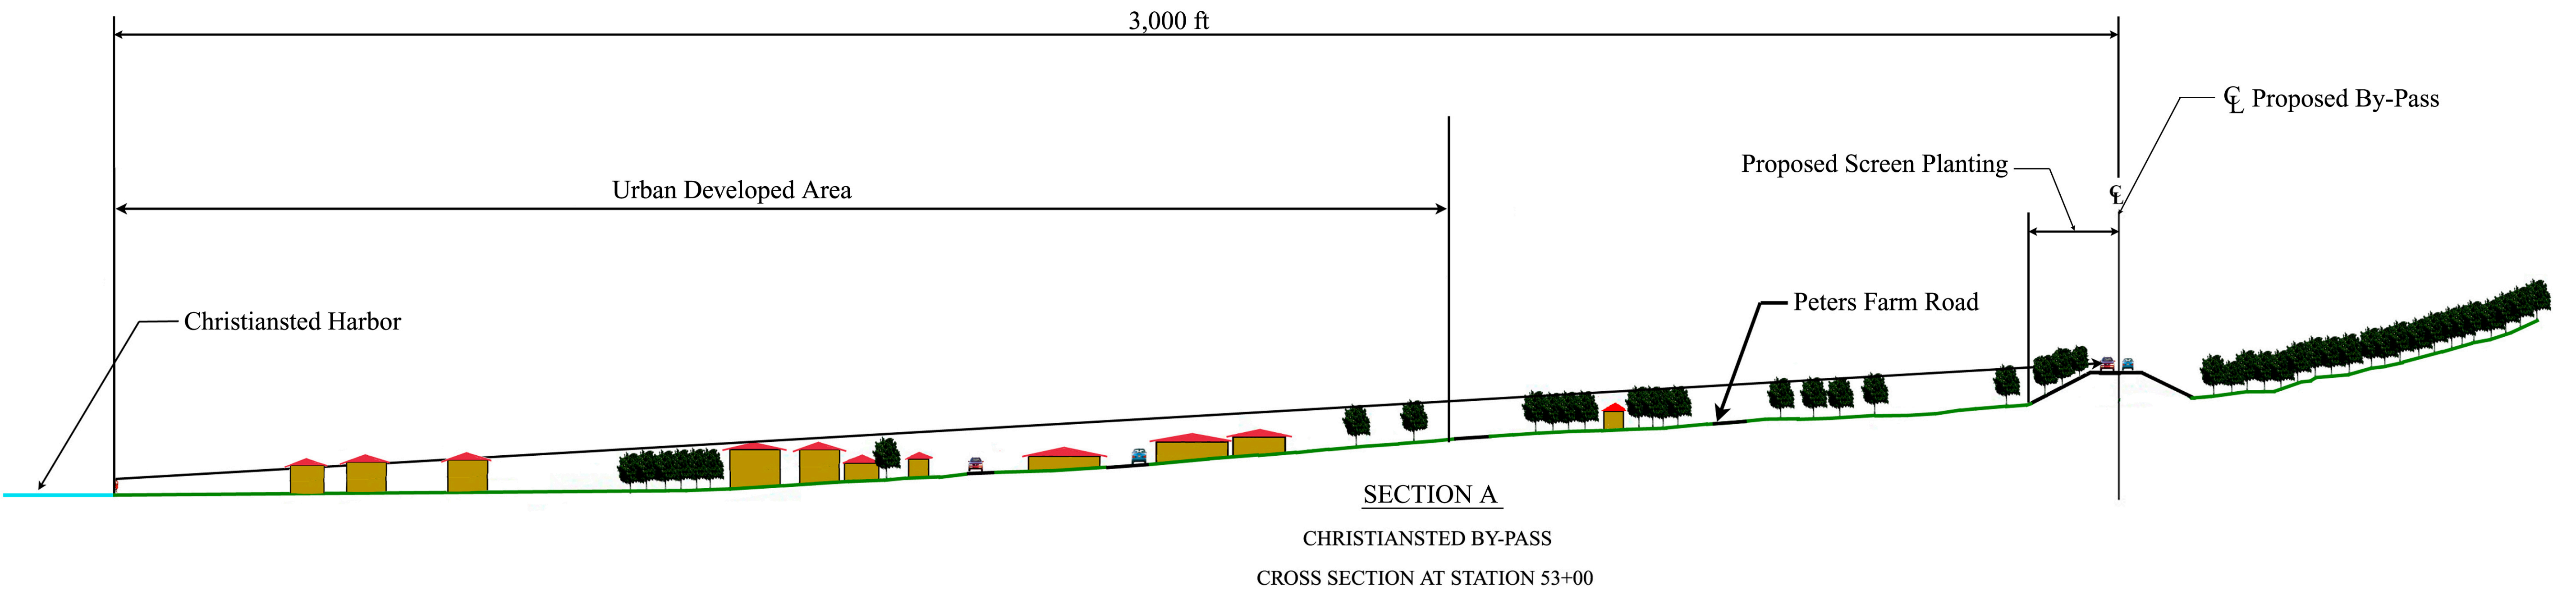 3,000 ft
℄ Proposed By-Pass
Proposed Screen Planting
Urban Developed Area
℄
Peters Farm Road
Christiansted Harbor
SECTION A
CHRISTIANSTED BY-PASS
CROSS SECTION AT STATION 53+00